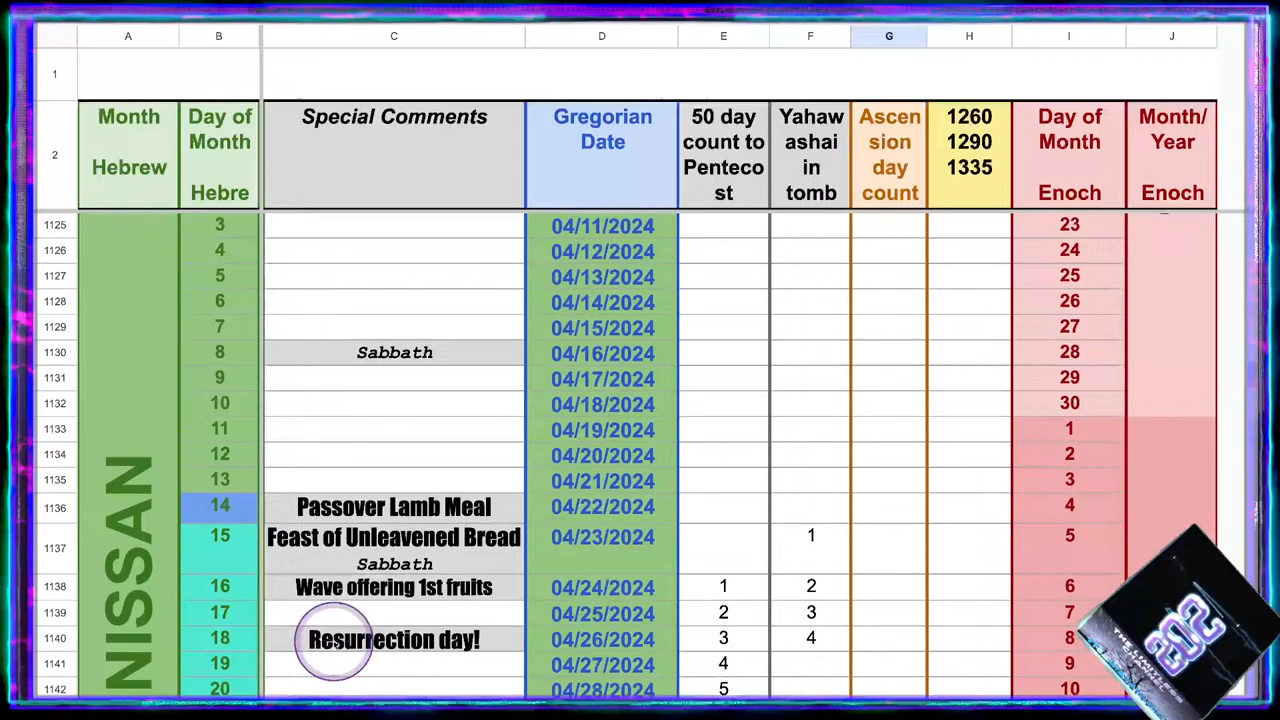 A B C D E F G H I J
1
2
Month Hebrew
Day of Month Hebre
Special Comments
Gregorian Date
50 day count to Penteco st
Yahaw ashai in tomb
Ascen sion day count
1260 1290 1335
Day of Month Enoch
Month/ Year Enoch
NISSAN
1125 3 04/11/2024 23
1126 4 04/12/2024 24
1127 5 04/13/2024 25
1128 6 04/14/2024 26
1129 7 04/15/2024 27
1130 8 Sabbath 04/16/2024 28
1131 9 04/17/2024 29
1132 10 04/18/2024 30
1133 11 04/19/2024 1
1134 12 04/20/2024 2
1135 13 04/21/2024 3
1136 14 Passover Lamb Meal 04/22/2024 4
1137 15 Feast of Unleavened Bread 04/23/2024 1 5
Sabbath
1138 16 Wave offering 1st fruits 04/24/2024 1 2 6
1139 17 04/25/2024 2 3 7
1140 18 Resurrection day! 04/26/2024 3 4 8
1141 19 04/27/2024 4 9
1142 20 04/28/2024 5 10
202